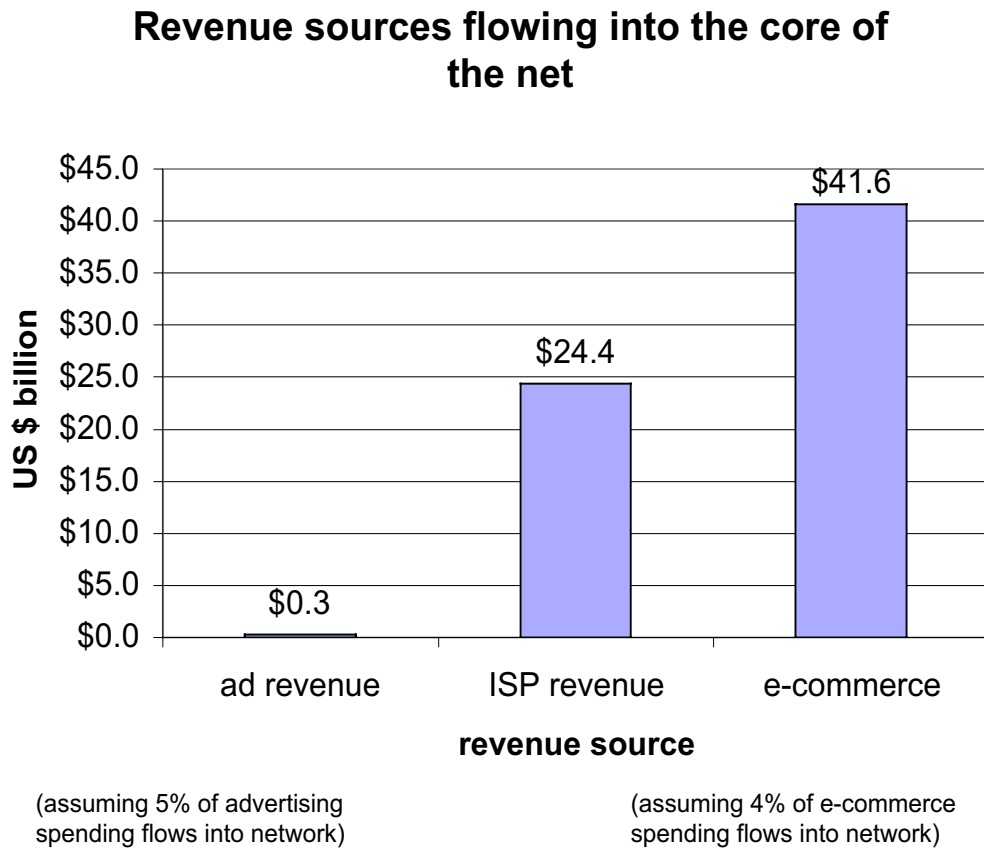 Revenue sources flowing into the core of
the net
$45.0
$40.0
$35.0
$30.0
$25.0
$20.0
$15.0
$10.0
$5.0
$0.0
US $ billion
$0.3
$24.4
$41.6
ad revenue
ISP revenue
e-commerce
revenue source
(assuming 5% of advertising
spending flows into network)
(assuming 4% of e-commerce
spending flows into network)